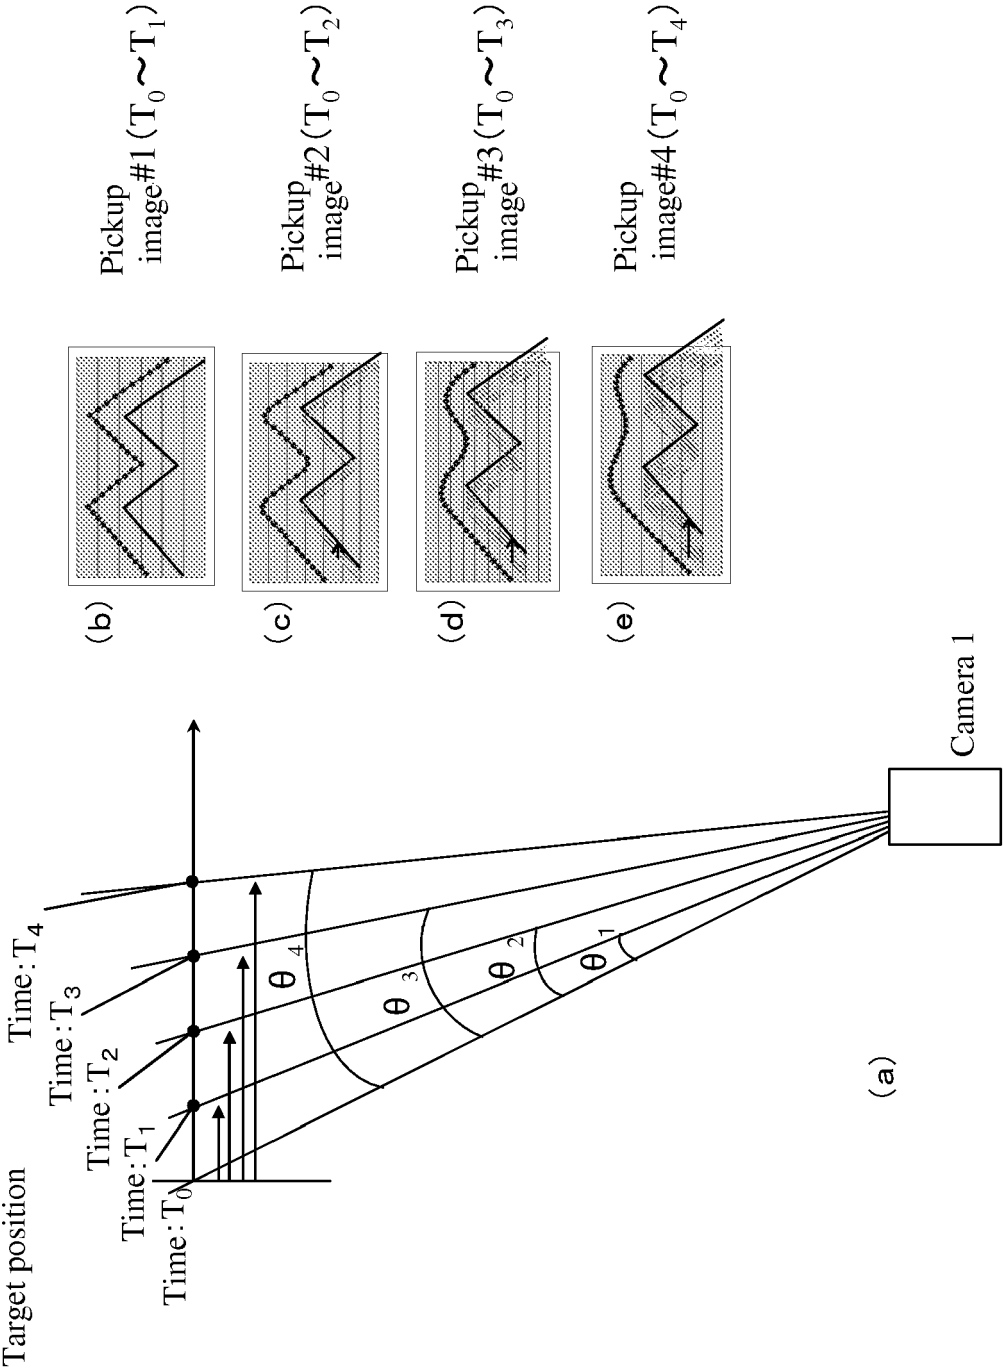 Target position
Time:T0
Time:T1
Time:T2
Time:T3
Time:T4
θ4
θ3
θ2
θ1
Camera 1
(a)
(b)
Pickup
image#1(T0～T1)
(c)
Pickup
image#2(T0～T2)
(d)
Pickup
image#3(T0～T3)
(e)
Pickup
image#4(T0～T4)